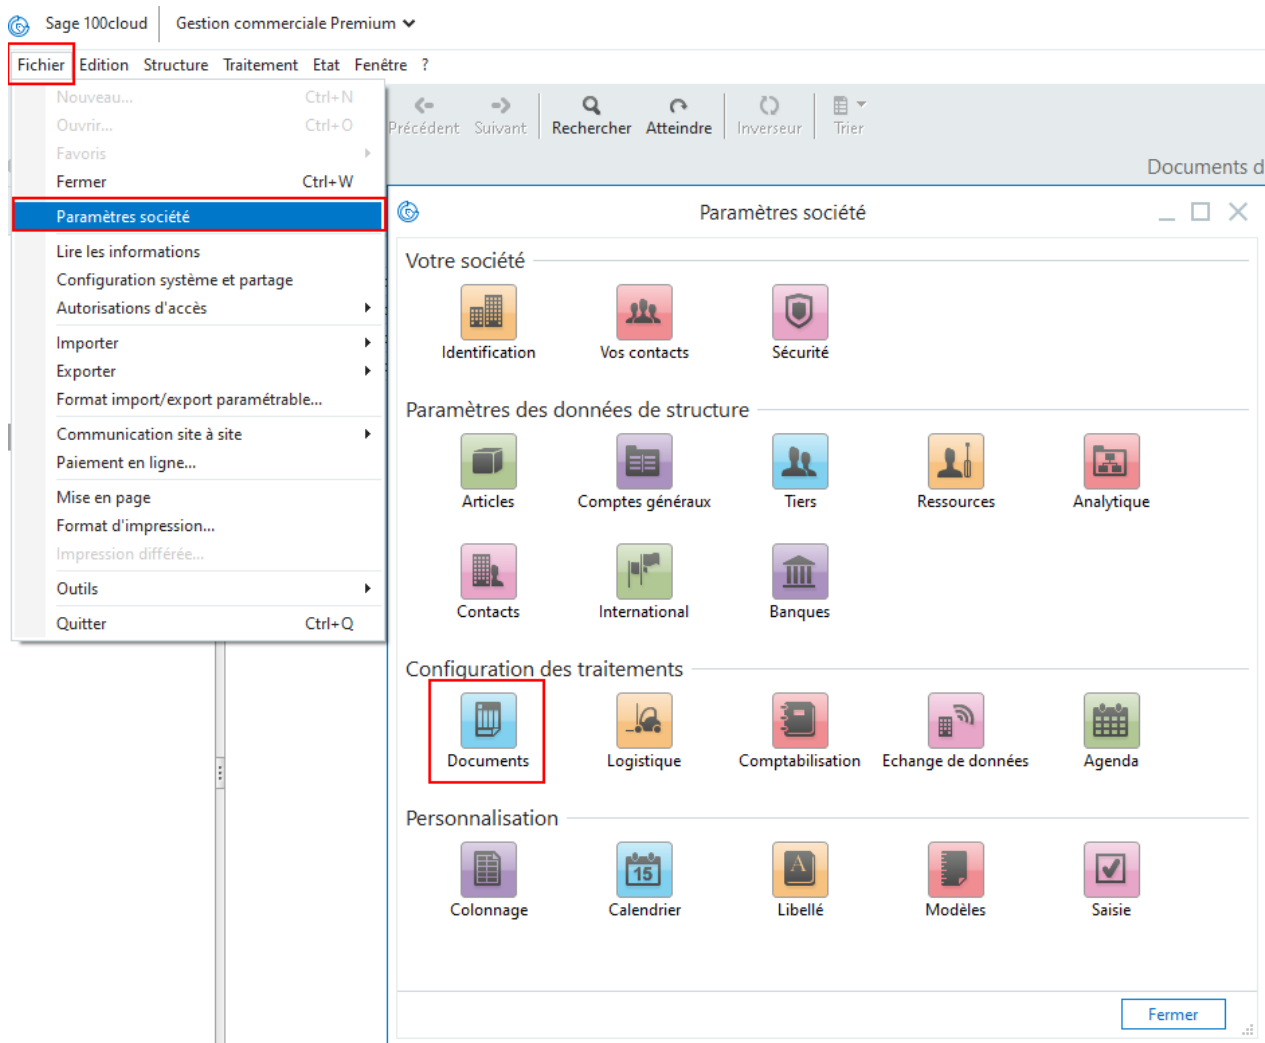 Sage 100cloud Gestion commerciale Premium
Fichier Edition Structure Traitement Etat Fenêtre ?
Nouveau... Ctrl+N
Ouvrir... Ctrl+O
Favoris
Fermer Ctrl+W
Paramètres société
Lire les informations
Configuration système et partage
Autorisations d'accès
Importer
Exporter
Format import/export paramétrable...
Communication site à site
Paiement en ligne...
Mise en page
Format d'impression...
Impression différée...
Outils
Quitter Ctrl+Q
Précédent Suivant Rechercher Atteindre Inverseur Trier
Documents d
Paramètres société
Votre société
Identification Vos contacts Sécurité
Paramètres des données de structure
Articles Comptes généraux Tiers Ressources Analytique
Contacts International Banques
Configuration des traitements
Documents Logistique Comptabilisation Echange de données Agenda
Personnalisation
15 A
Colonnage Calendrier Libellé Modèles Saisie
Fermer